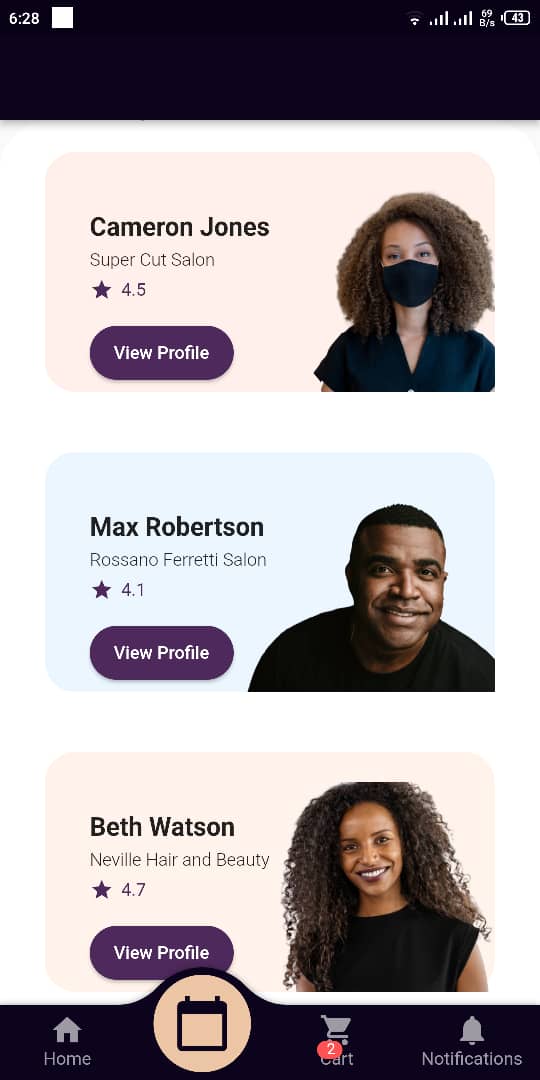 6:28
69
B/s
43
Cameron Jones
Super Cut Salon
4.5
View Profile
Max Robertson
Rossano Ferretti Salon
4.1
View Profile
Beth Watson
Neville Hair and Beauty
4.7
View Profile
2
Home
Cart
Notifications